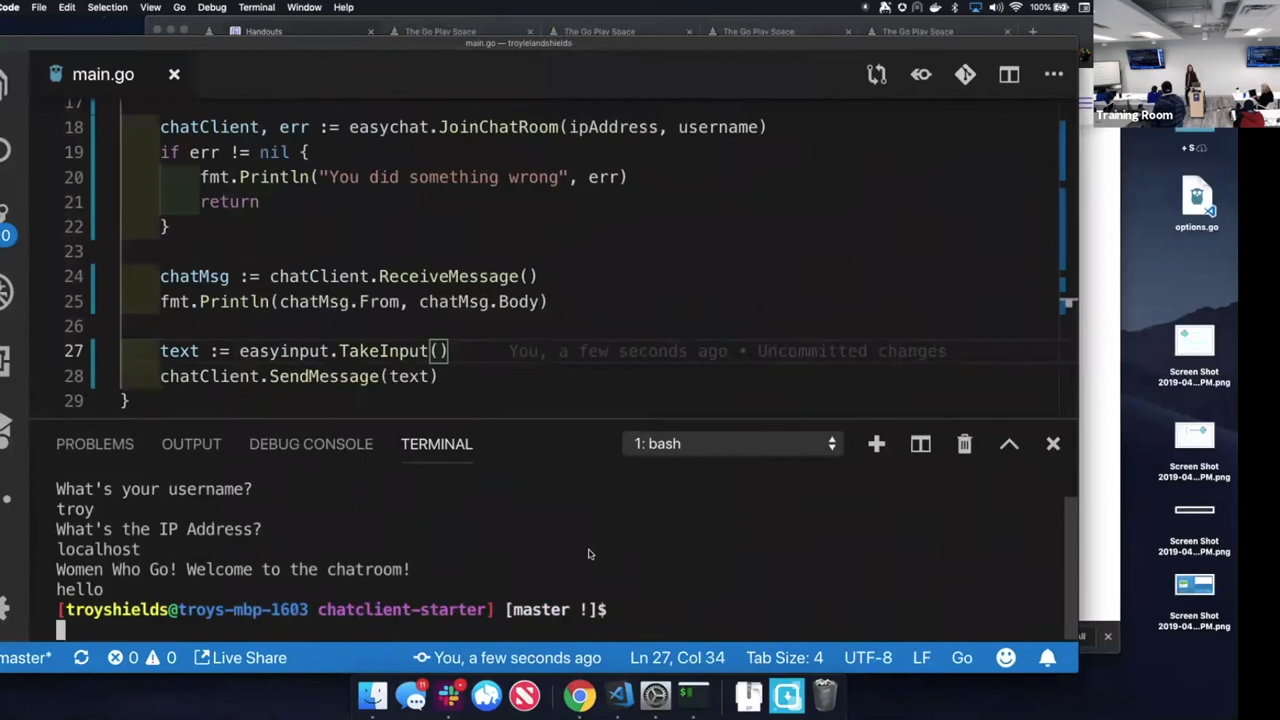 Code File Edit Selection View Go Debug Terminal Window Help 100%
Handouts The Go Play Space The Go Play Space The Go Play Space The Go Play Space
main.go — troylelandshields
main.go
17
18 chatClient, err := easychat.JoinChatRoom(ipAddress, username)
19 if err != nil {
20 fmt.Println("You did something wrong", err)
21 return
22 }
23
24 chatMsg := chatClient.ReceiveMessage()
25 fmt.Println(chatMsg.From, chatMsg.Body)
26
27 text := easyinput.TakeInput() You, a few seconds ago • Uncommitted changes
28 chatClient.SendMessage(text)
29 }
PROBLEMS OUTPUT DEBUG CONSOLE TERMINAL 1: bash
What's your username?
troy
What's the IP Address?
localhost
Women Who Go! Welcome to the chatroom!
hello
[troyshields@troys-mbp-1603 chatclient-starter] [master !]$
master* 0 0 Live Share You, a few seconds ago Ln 27, Col 34 Tab Size: 4 UTF-8 LF Go
Training Room
+ S
options.go
Screen Shot
2019-04...PM.png
Screen Shot
2019-04...PM.png
Screen Shot
2019-04...PM.png
Screen Shot
2019-04...PM.png
11